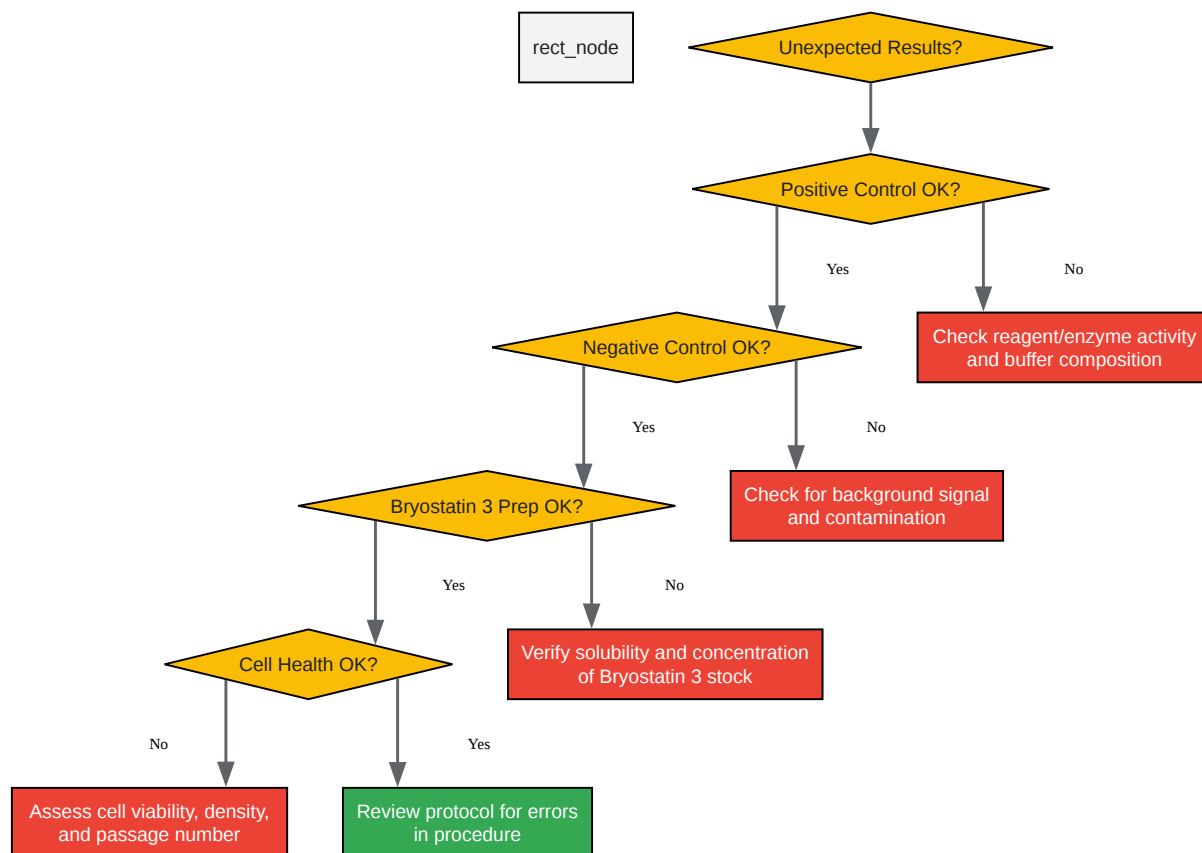 rect_node
Unexpected Results?
Positive Control OK?
Yes
No
Check reagent/enzyme activity
and buffer composition
Negative Control OK?
Yes
No
Check for background signal
and contamination
Bryostatin 3 Prep OK?
Yes
No
Verify solubility and concentration
of Bryostatin 3 stock
Cell Health OK?
No
Yes
Assess cell viability, density,
and passage number
Review protocol for errors
in procedure